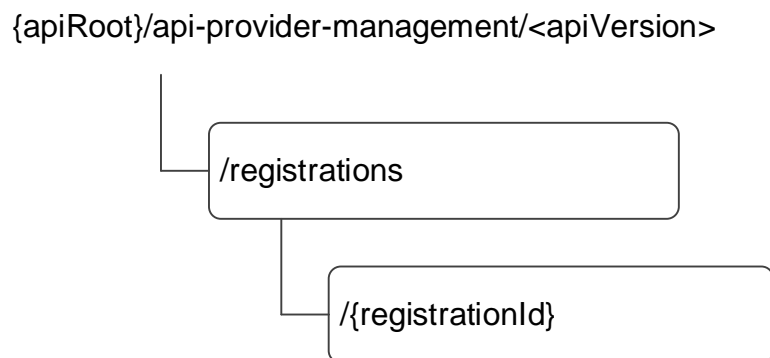 {apiRoot}/api-provider-management/<apiVersion>
/registrations
/{registrationId}